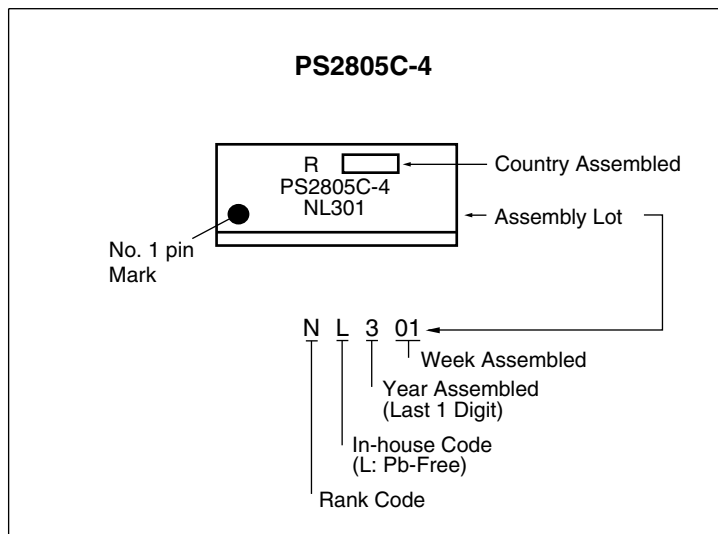 PS2805C-4
R
Country Assembled
PS2805C-4
NL301
Assembly Lot
No. 1 pin
Mark
N L 3 01
Week Assembled
Year Assembled
(Last 1 Digit)
In-house Code
(L: Pb-Free)
Rank Code